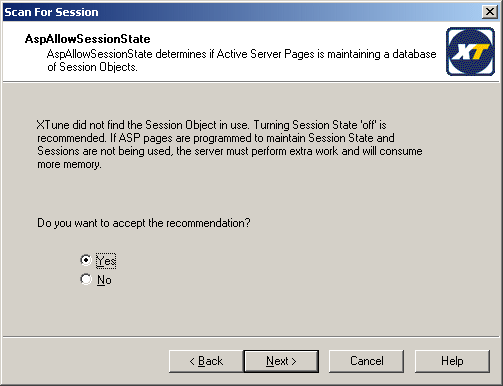 Scan For Session
AspAllowSessionState
AspAllowSessionState determines if Active Server Pages is maintaining a database
of Session Objects.
XT
XTune did not find the Session Object in use. Turning Session State 'off' is
recommended. If ASP pages are programmed to maintain Session State and
Sessions are not being used, the server must perform extra work and will consume
more memory.
Do you want to accept the recommendation?
Yes
No
< Back
Next >
Cancel
Help